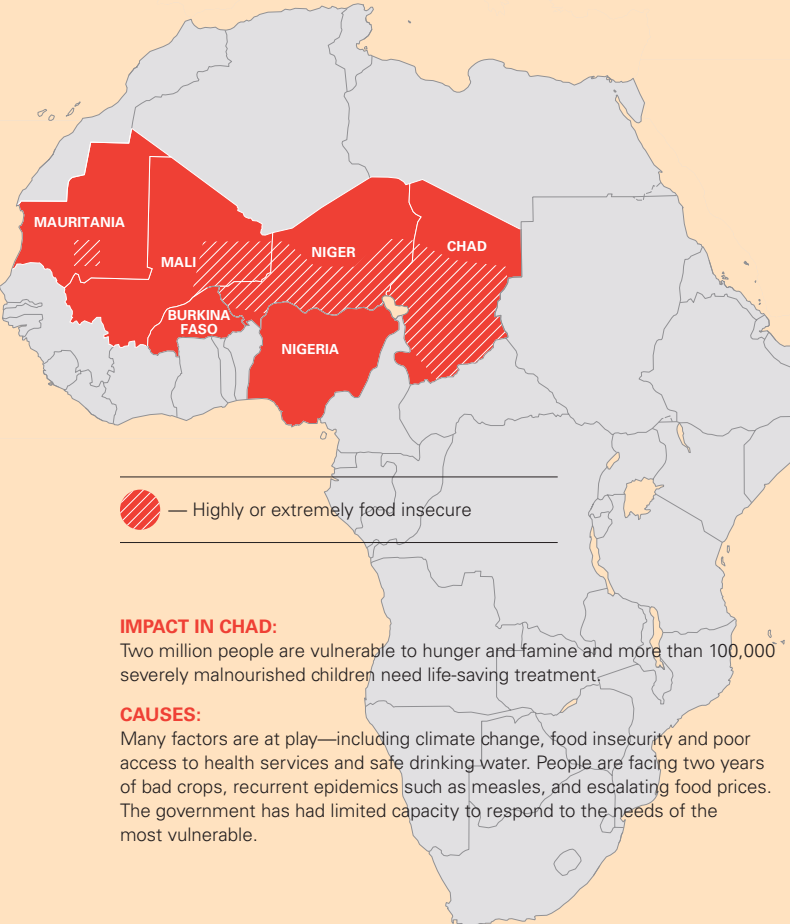 MAURITANIA
MALI
NIGER
CHAD
BURKINA
FASO
NIGERIA
— Highly or extremely food insecure
IMPACT IN CHAD:
Two million people are vulnerable to hunger and famine and more than 100,000
severely malnourished children need life-saving treatment.
CAUSES:
Many factors are at play—including climate change, food insecurity and poor
access to health services and safe drinking water. People are facing two years
of bad crops, recurrent epidemics such as measles, and escalating food prices.
The government has had limited capacity to respond to the needs of the
most vulnerable.